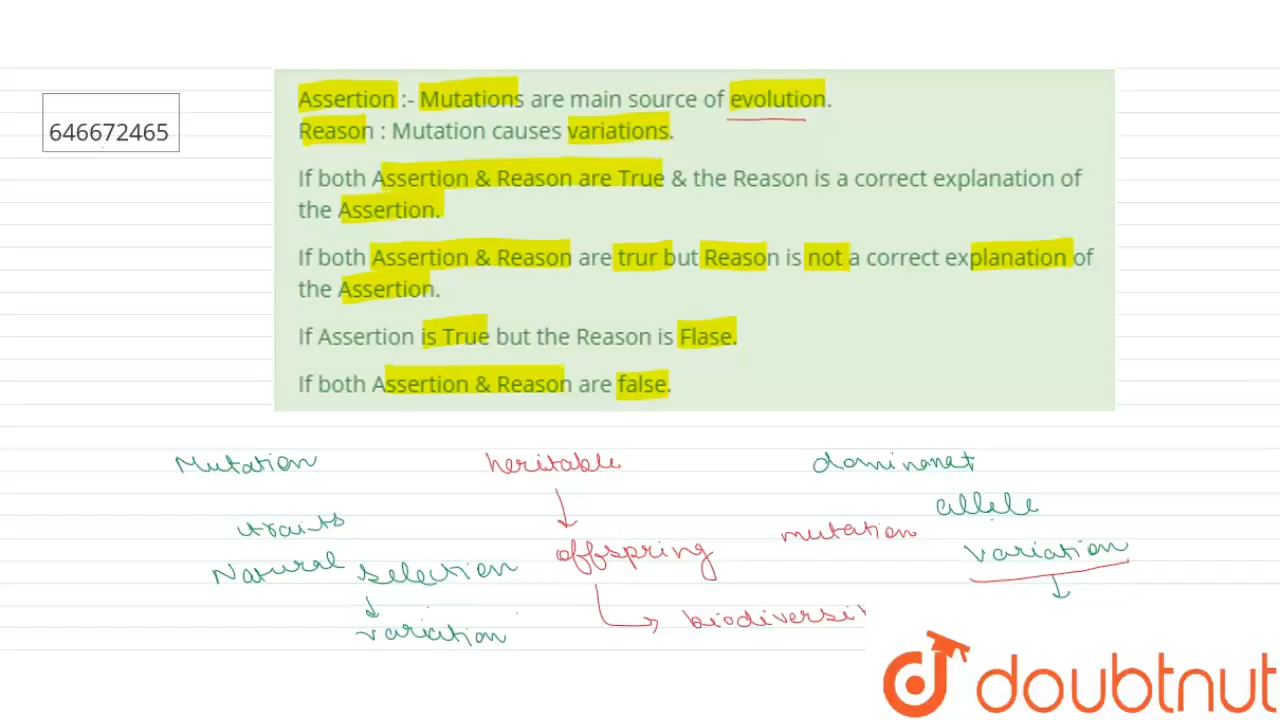 646672465
Assertion :- Mutations are main source of evolution.
Reason : Mutation causes variations.
If both Assertion & Reason are True & the Reason is a correct explanation of
the Assertion.
If both Assertion & Reason are trur but Reason is not a correct explanation of
the Assertion.
If Assertion is True but the Reason is Flase.
If both Assertion & Reason are false.
Mutation heritable dominanet
allele
traits mutation
offspring variation
Natural selection
variation biodiversi
doubtnut